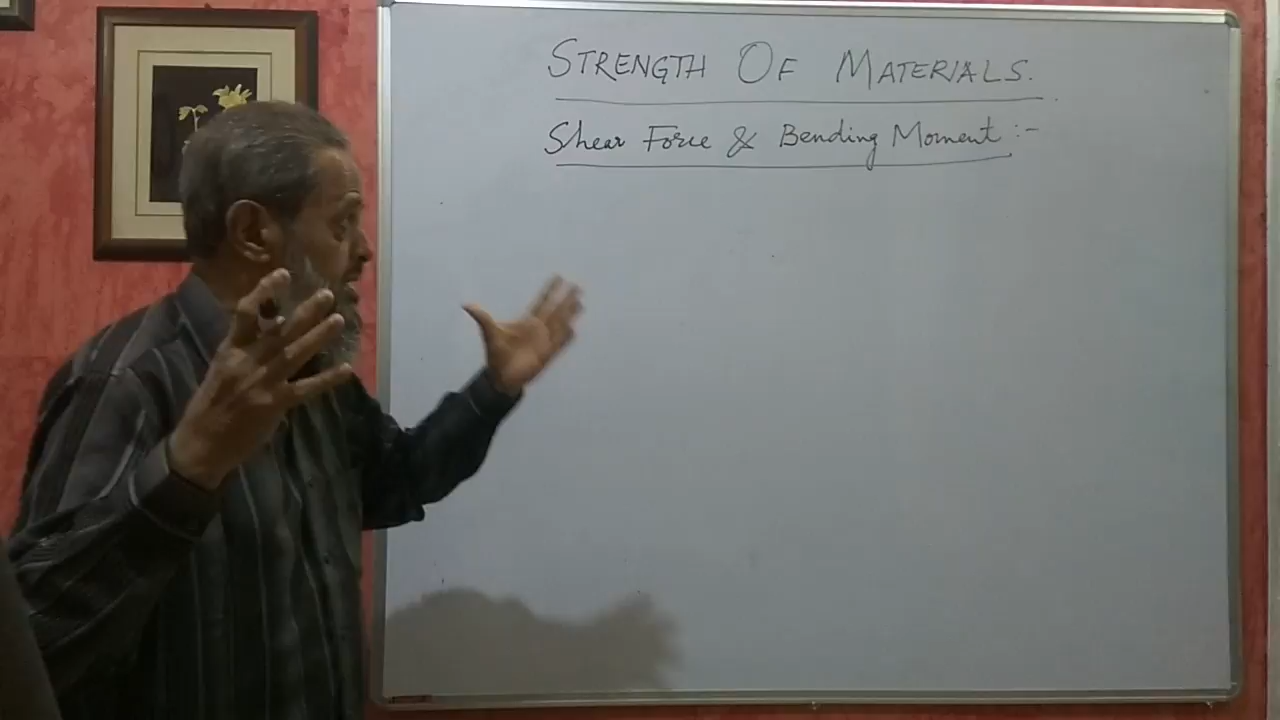 STRENGTH OF MATERIALS.
Shear Force & Bending Moment :-